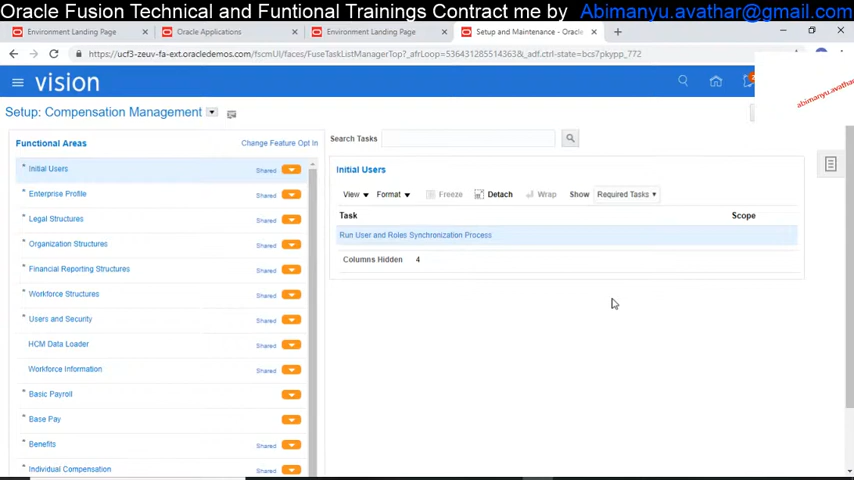 Oracle Fusion Technical and Funtional Trainings Contract me by Abimanyu.avathar@gmail.com
Environment Landing Page
Oracle Applications
Environment Landing Page
Setup and Maintenance - Oracle
https://ucf3-zeuv-fa-ext.oracledemos.com/fscmUI/faces/FuseTaskListManagerTop?_afrLoop=536431285514363&_adf.ctrl-state=bcs7pkypp_772
vision
abimanyu.avathar
Setup: Compensation Management
Functional Areas
Change Feature Opt In
* Initial Users Shared
* Enterprise Profile Shared
* Legal Structures Shared
* Organization Structures Shared
* Financial Reporting Structures Shared
* Workforce Structures Shared
* Users and Security Shared
HCM Data Loader Shared
Workforce Information Shared
* Basic Payroll
* Base Pay
* Benefits Shared
* Individual Compensation Shared
Search Tasks
Initial Users
View Format Freeze Detach Wrap Show Required Tasks
Task Scope
Run User and Roles Synchronization Process
Columns Hidden 4